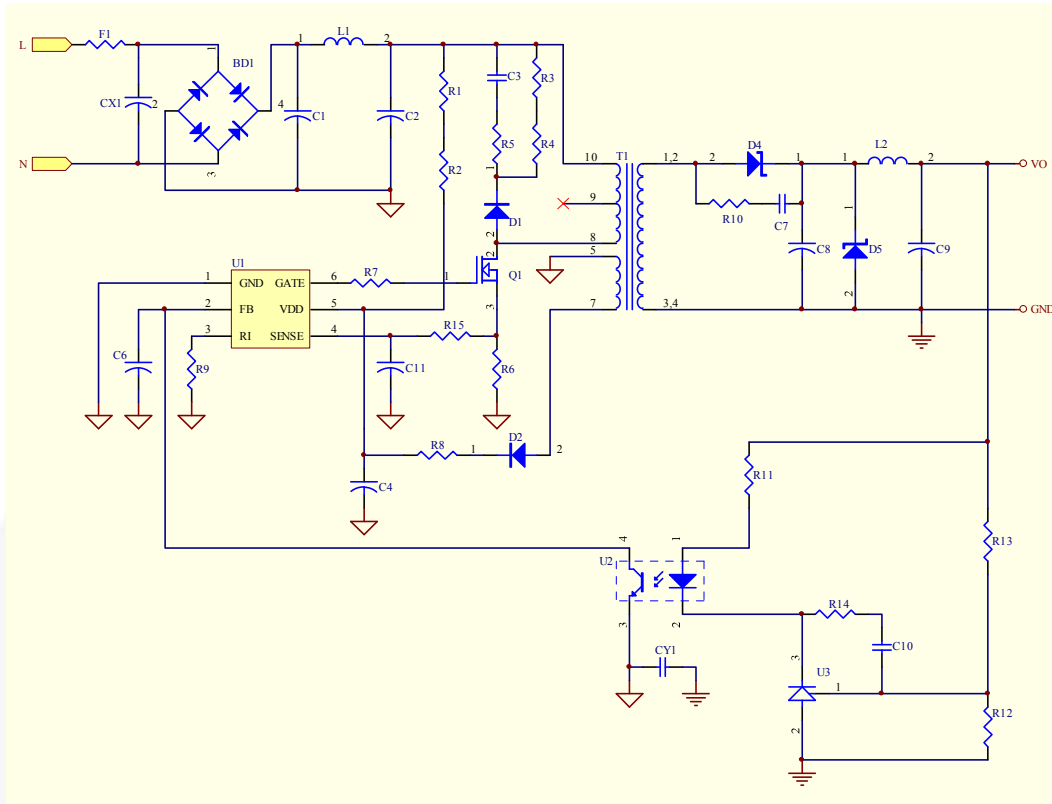 L
F1
CX1
2
N
1
BD1
4
3
1
L1
2
C1
C2
R1
R2
C3
R3
R5
R4
1
D1
2
2
Q1
1
3
10
T1
1,2
9
8
5
7
3,4
2
D4
1
R10
C7
C8
1
L2
2
1
D5
2
C9
VO
GND
U1
1
GND
GATE
6
R7
2
FB
VDD
5
3
RI
SENSE
4
R15
C6
R9
C11
R6
R8
1
D2
2
C4
R11
R13
U2
4
1
3
2
CY1
R14
C10
3
U3
1
2
R12